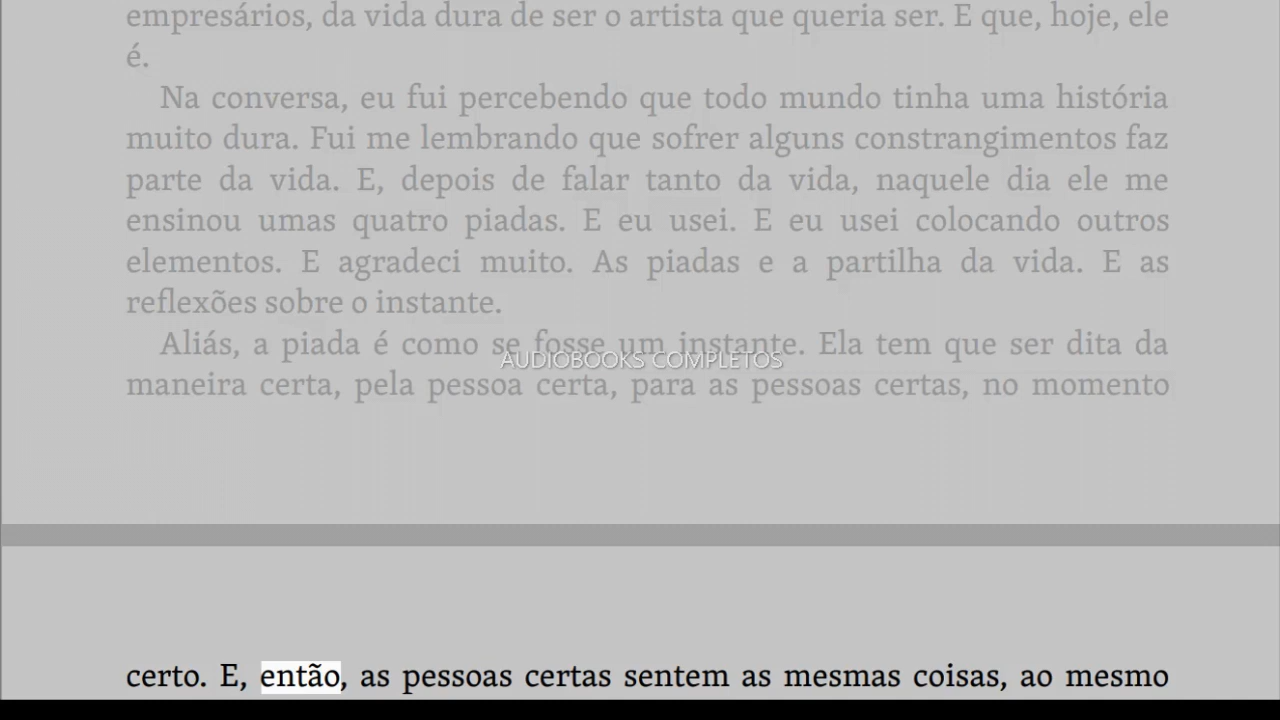 empresários, da vida dura de ser o artista que queria ser. E que, hoje, ele
é.
Na conversa, eu fui percebendo que todo mundo tinha uma história
muito dura. Fui me lembrando que sofrer alguns constrangimentos faz
parte da vida. E, depois de falar tanto da vida, naquele dia ele me
ensinou umas quatro piadas. E eu usei. E eu usei colocando outros
elementos. E agradeci muito. As piadas e a partilha da vida. E as
reflexões sobre o instante.
Aliás, a piada é como se fosse um instante. Ela tem que ser dita da
AUDIOBOOKS COMPLETOS
maneira certa, pela pessoa certa, para as pessoas certas, no momento
certo. E, então, as pessoas certas sentem as mesmas coisas, ao mesmo